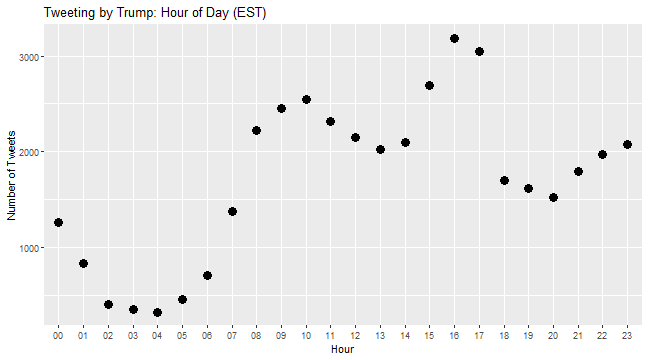 Tweeting by Trump: Hour of Day (EST)
Number of Tweets
3000
2000
1000
00 01 02 03 04 05 06 07 08 09 10 11 12 13 14 15 16 17 18 19 20 21 22 23
Hour